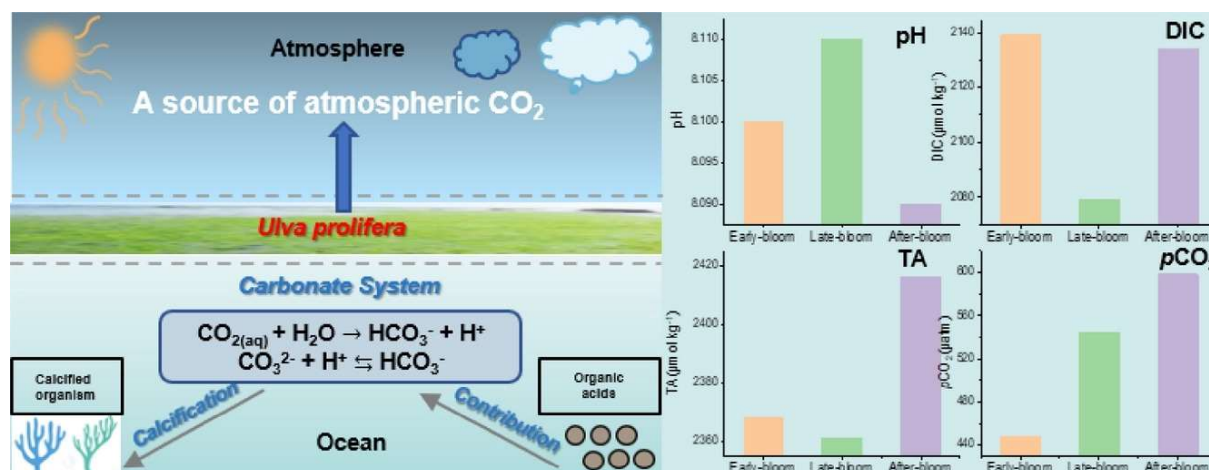 Atmosphere
A source of atmospheric CO₂
Ulva prolifera
Carbonate System
CO₂(aq) + H₂O → HCO₃⁻ + H⁺
CO₃²⁻ + H⁺ ⇆ HCO₃⁻
Calcified
organism
Organic
acids
Calcification
Contribution
Ocean
pH
8.110
8.105
8.100
8.095
8.090
pH
Early-bloom Late-bloom After-bloom
DIC
2140
2120
2100
2080
DIC (μmol kg⁻¹)
Early-bloom Late-bloom After-bloom
TA
2420
2400
2380
2360
TA (μmol kg⁻¹)
Early-bloom Late-bloom After-bloom
pCO₂
600
560
520
480
440
pCO₂ (μatm)
Early-bloom Late-bloom After-bloom